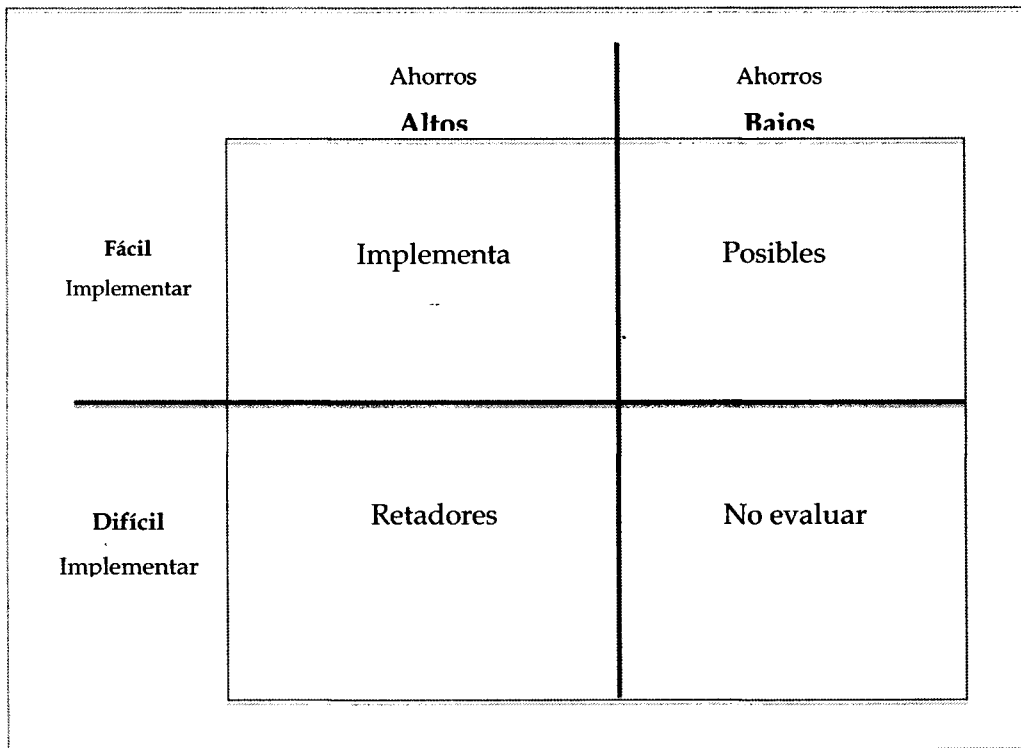 Ahorros Ahorros
Altos Bajos
Fácil
Implementar
Implementa Posibles
Difícil
Implementar
Retadores No evaluar